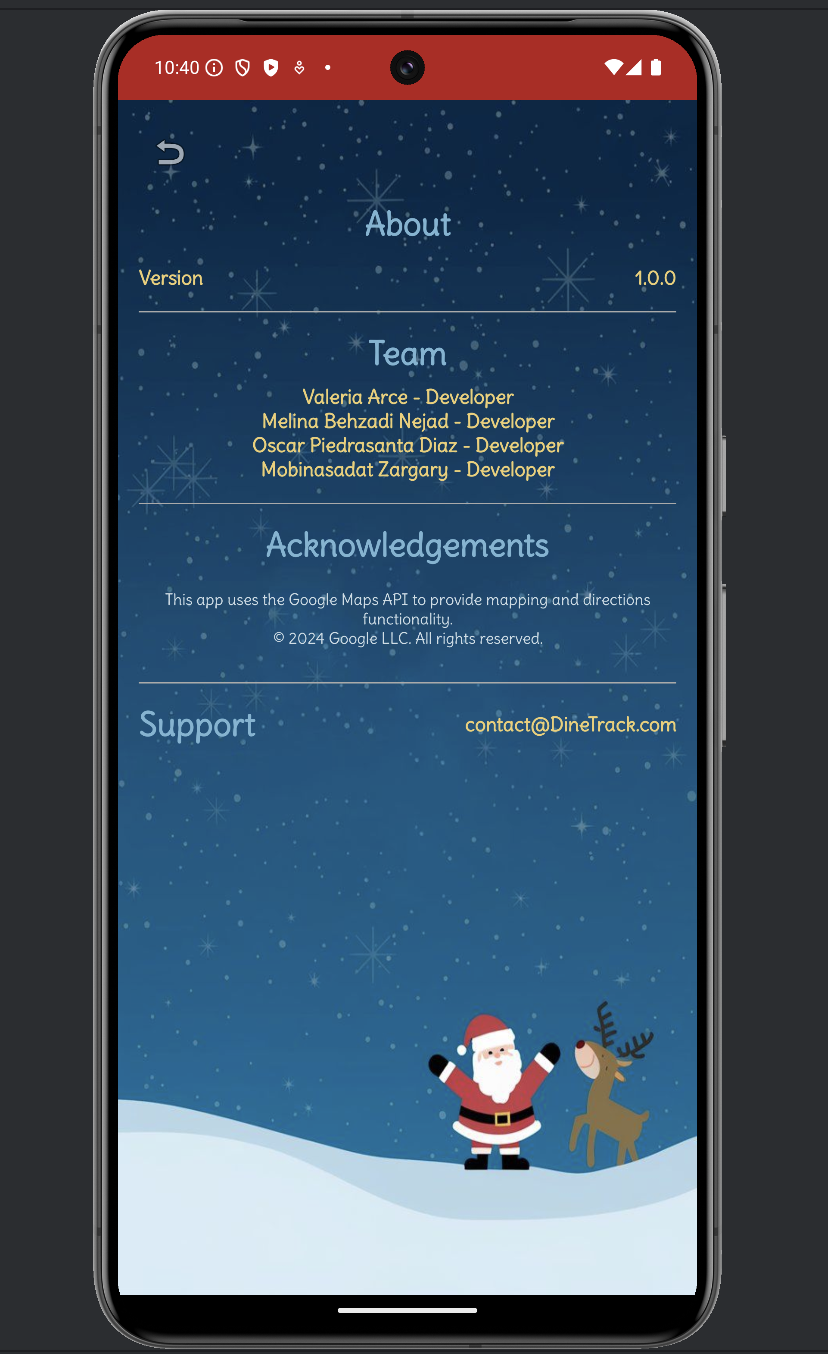 10:40
About
Version 1.0.0
Team
Valeria Arce - Developer
Melina Behzadi Nejad - Developer
Oscar Piedrasanta Diaz - Developer
Mobinasadat Zargary - Developer
Acknowledgements
This app uses the Google Maps API to provide mapping and directions
functionality.
© 2024 Google LLC. All rights reserved.
Support contact@DineTrack.com